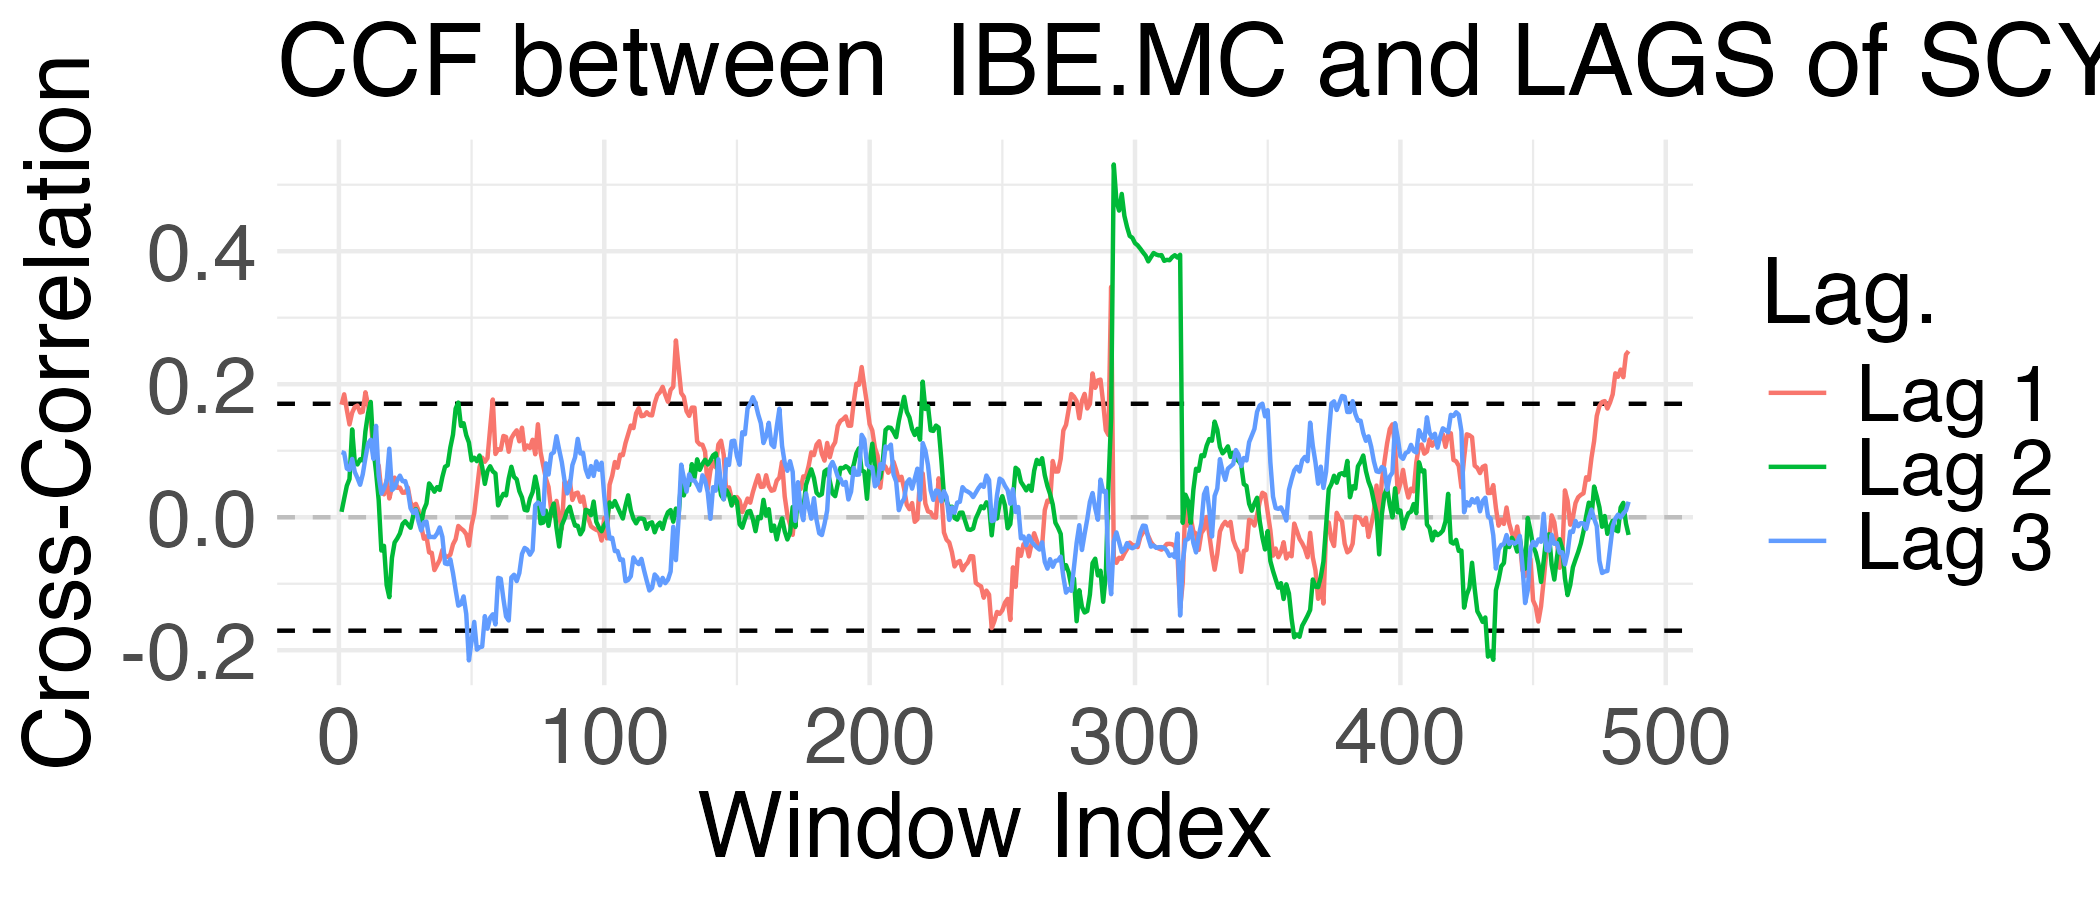 CCF between  IBE.MC and LAGS of SCY
Cross-Correlation
0.4
0.2
0.0
-0.2
0 100 200 300 400 500
Window Index
Lag.
Lag 1
Lag 2
Lag 3